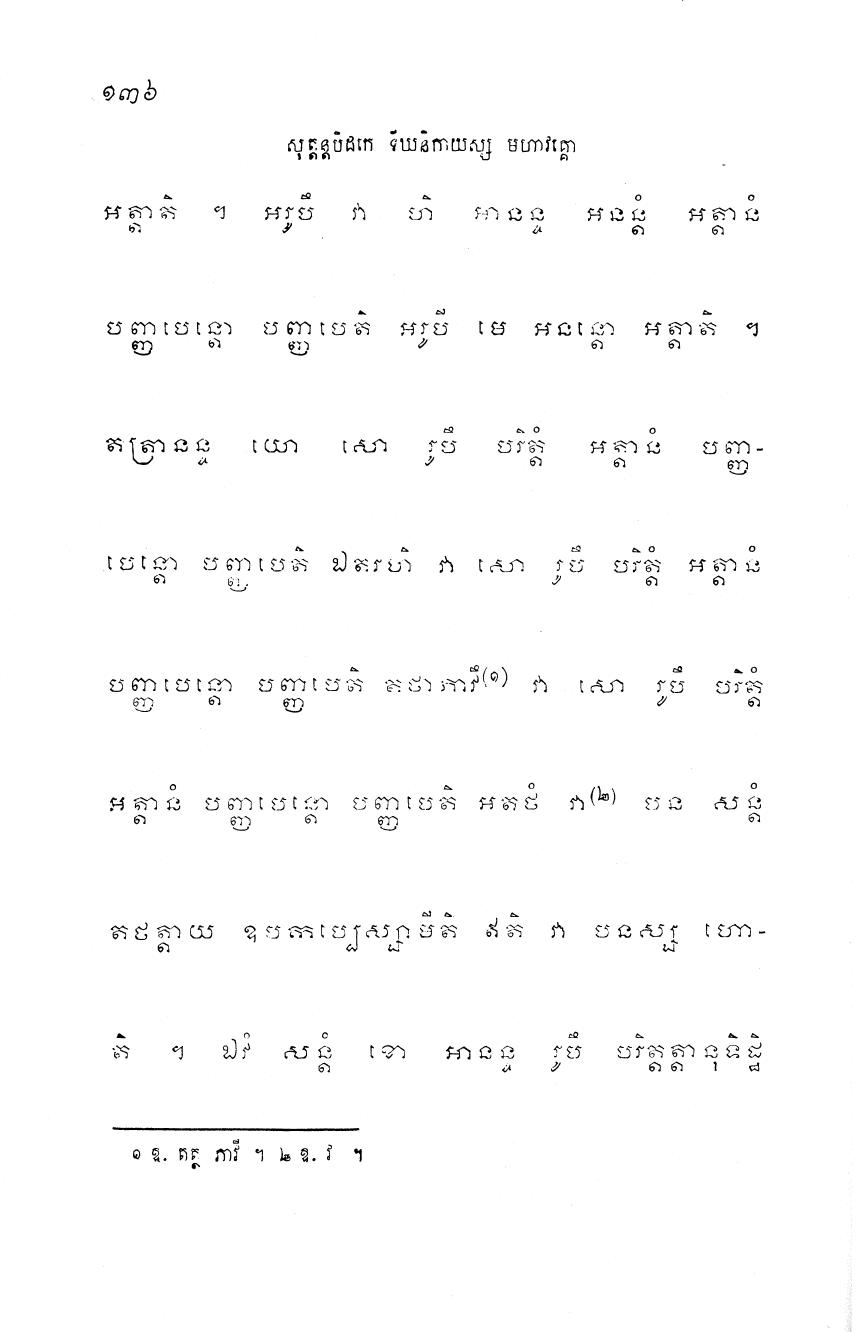 ១៣៦
សុត្តន្តបិដកេ ទីឃនិកាយស្ស មហាវគ្គោ
អត្តាតិ ។ អរូបឹ វា ហិ អានន្ទ អនន្តំ អត្តានំ
បញ្ញបេន្តោ បញ្ញបេតិ អរូបី មេ អនន្តោ អត្តាតិ ។
តត្រានន្ទ យោ សោ រូបឹ បរិត្តំ អត្តានំ បញ្ញ-
បេន្តោ បញ្ញបេតិ ឯតរហិ វា សោ រូបឹ បរិត្តំ អត្តានំ
បញ្ញបេន្តោ បញ្ញបេតិ តថាភាវឹ(១) វា សោ រូបឹ បរិត្តំ
អត្តានំ បញ្ញបេន្តោ បញ្ញបេតិ អតថំ វា(២) បន សន្តំ
តថត្តាយ ឧបកប្បេស្សាមីតិ ឥតិ វា បនស្ស ហោ-
តិ ។ ឯវំ សន្តំ ខោ អានន្ទ រូបឹ បរិត្តត្តានុទិដ្ឋិ
១ ឱ. តត្ថ ភាវឹ ។ ២ ឱ. វ ។